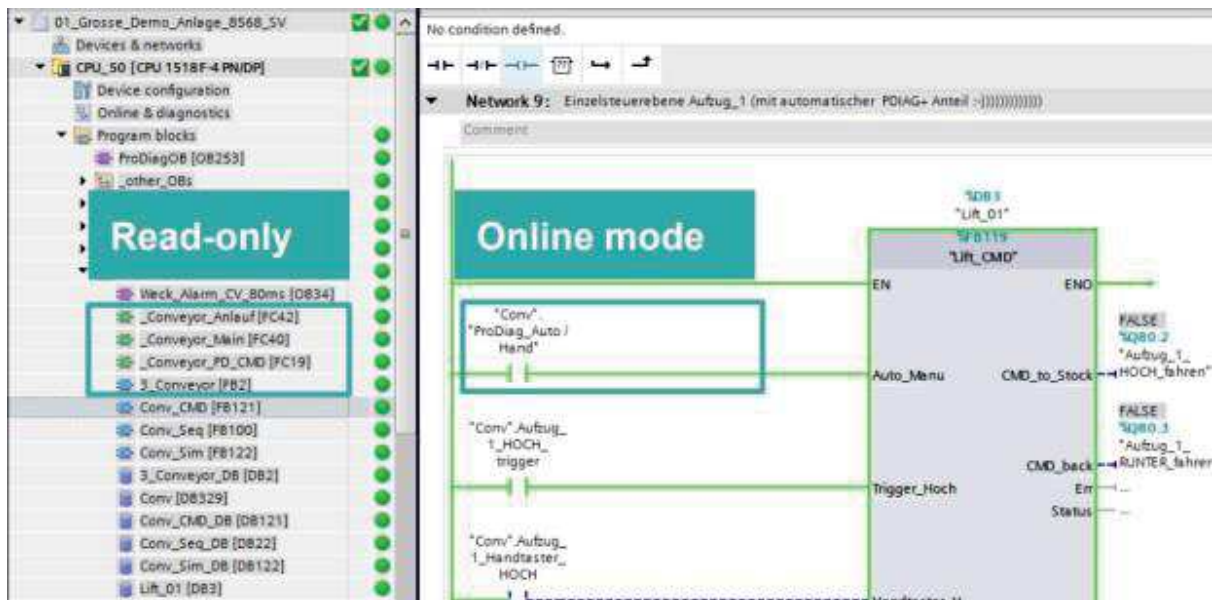 01_Grosse_Demo_Anlage_8568_SV
Devices & networks
CPU_50 [CPU 1518F-4 PN/DP]
Device configuration
Online & diagnostics
Program blocks
ProDiagOB [OB253]
_other_OBs
Read-only
Weck_Alarm_CV_80ms [OB34]
_Conveyor_Anlauf [FC42]
_Conveyor_Main [FC40]
_Conveyor_PD_CMD [FC19]
3_Conveyor [FB2]
Conv_CMD [FB121]
Conv_Seq [FB100]
Conv_Sim [FB122]
3_Conveyor_DB [DB2]
Conv [DB329]
Conv_CMD_DB [DB121]
Conv_Seq_DB [DB22]
Conv_Sim_DB [DB122]
Lift_01 [DB3]
No condition defined.
??
Network 9: Einzelsteuerebene Aufzug_1 (mit automatischer PDIAG+ Anteil :-)))))))))))))
Comment
Online mode
%DB3
"Lift_01"
%FB119
"Lift_CMD"
EN
ENO
"Conv".
"ProDiag_Auto /
Hand"
Auto_Menu
CMD_to_Stock
FALSE
%Q80.2
"Aufzug_1_
HOCH_fahren"
"Conv".Aufzug_
1_HOCH_
trigger
Trigger_Hoch
FALSE
%Q80.3
"Aufzug_1_
RUNTER_fahren
CMD_back
Err
...
Status
...
"Conv".Aufzug_
1_Handtaster_
HOCH